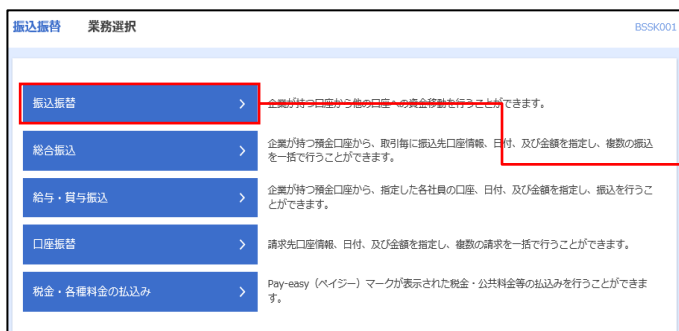 振込振替 業務選択 BSSK001
振込振替 企業が持つ口座から他の口座への資金移動を行うことができます。
総合振込 企業が持つ預金口座から、取引毎に振込先口座情報、日付、及び金額を指定し、複数の振込
を一括で行うことができます。
給与・賞与振込 企業が持つ預金口座から、指定した各社員の口座、日付、及び金額を指定し、振込を行うこ
とができます。
口座振替 請求先口座情報、日付、及び金額を指定し、複数の請求を一括で行うことができます。
税金・各種料金の払込み Pay-easy（ペイジー）マークが表示された税金・公共料金等の払込みを行うことができま
す。